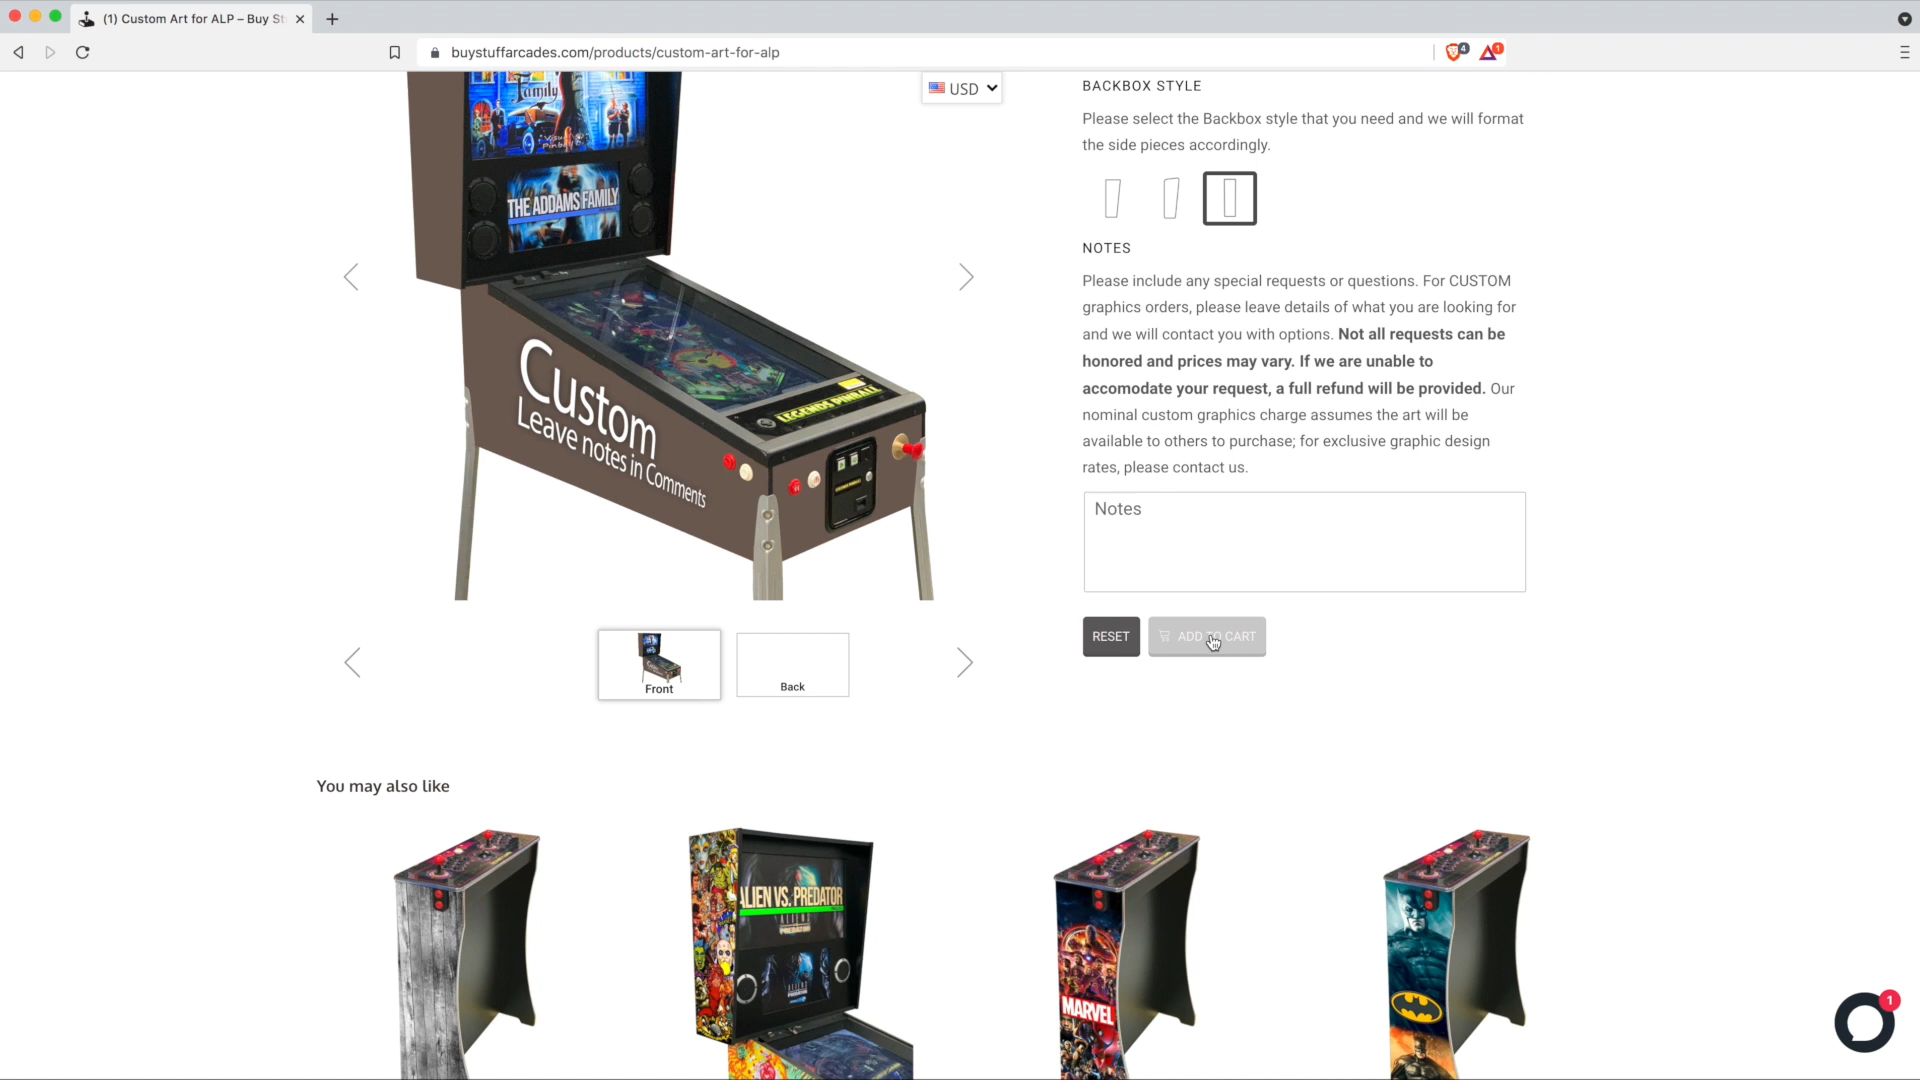 (1) Custom Art for ALP – Buy St
buystuffarcades.com/products/custom-art-for-alp
4
1
USD
Family
THE ADDAMS FAMILY
LEGENDS PINBALL
Custom
Leave notes in Comments
Front
Back
BACKBOX STYLE
Please select the Backbox style that you need and we will format
the side pieces accordingly.
NOTES
Please include any special requests or questions. For CUSTOM
graphics orders, please leave details of what you are looking for
and we will contact you with options. Not all requests can be
honored and prices may vary. If we are unable to
accomodate your request, a full refund will be provided. Our
nominal custom graphics charge assumes the art will be
available to others to purchase; for exclusive graphic design
rates, please contact us.
Notes
RESET
ADD TO CART
You may also like
ALIEN VS. PREDATOR
MARVEL
1